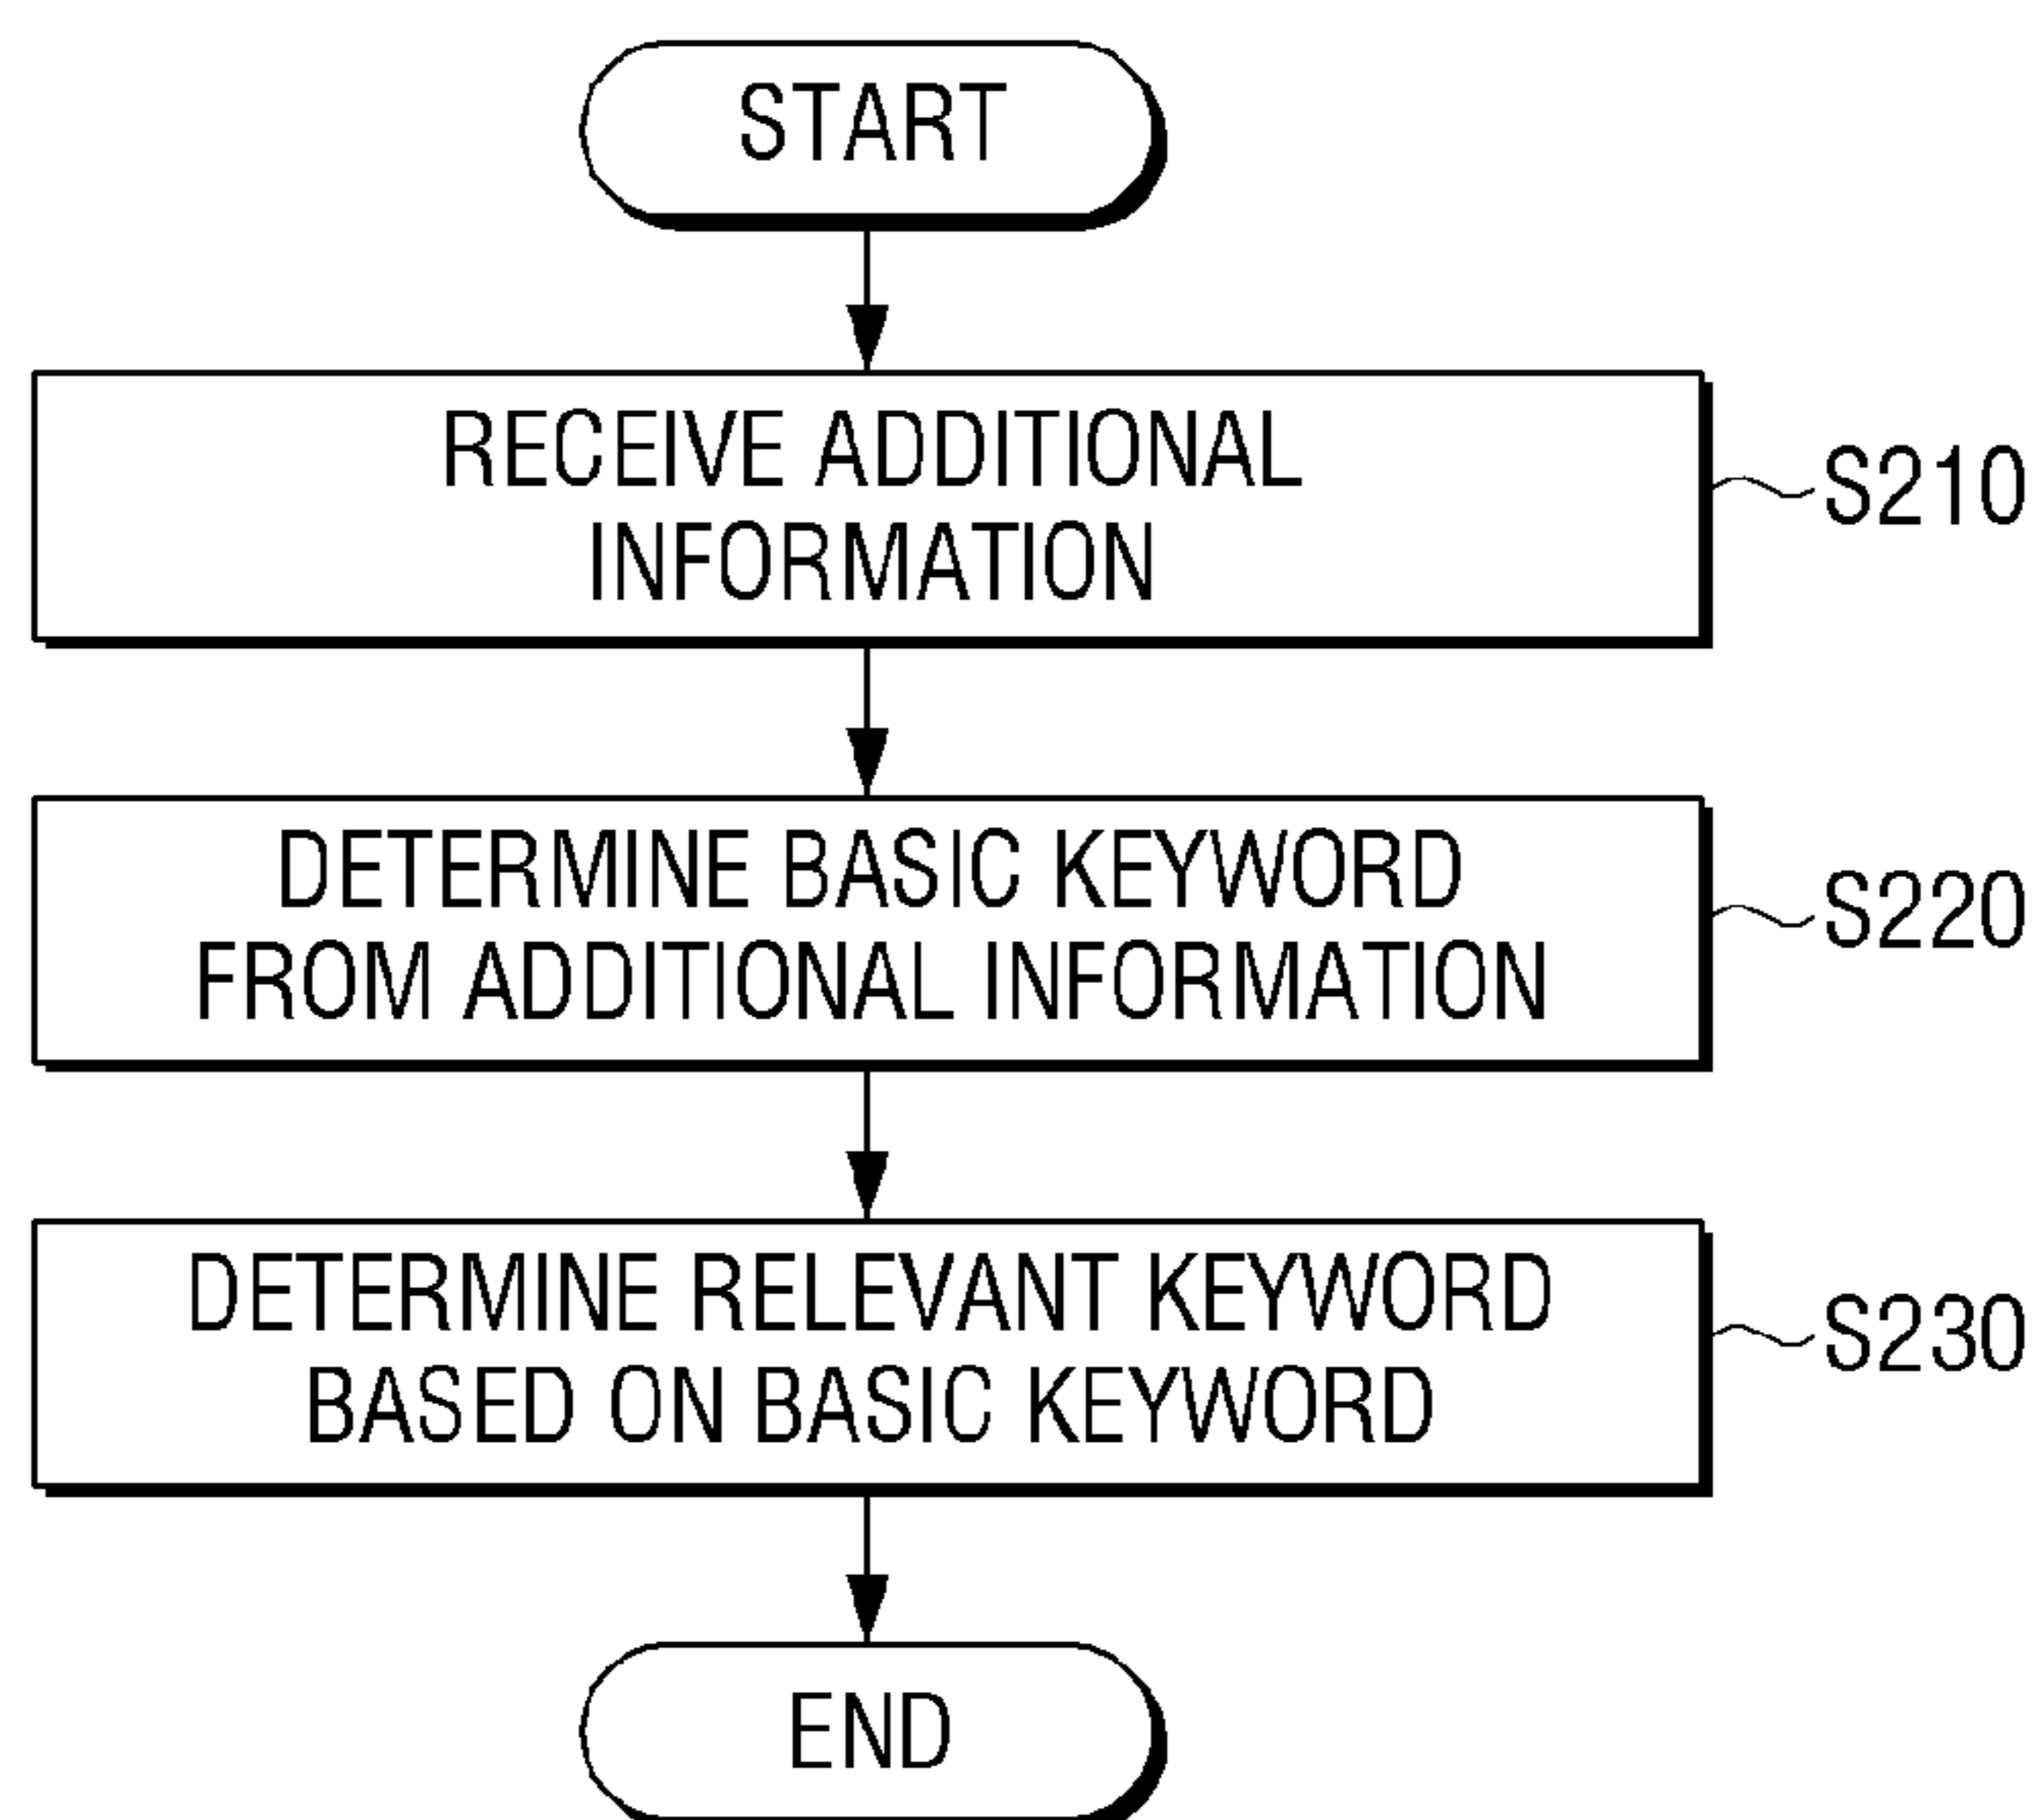 START
RECEIVE ADDITIONAL
INFORMATION
S210
DETERMINE BASIC KEYWORD
FROM ADDITIONAL INFORMATION
S220
DETERMINE RELEVANT KEYWORD
BASED ON BASIC KEYWORD
S230
END